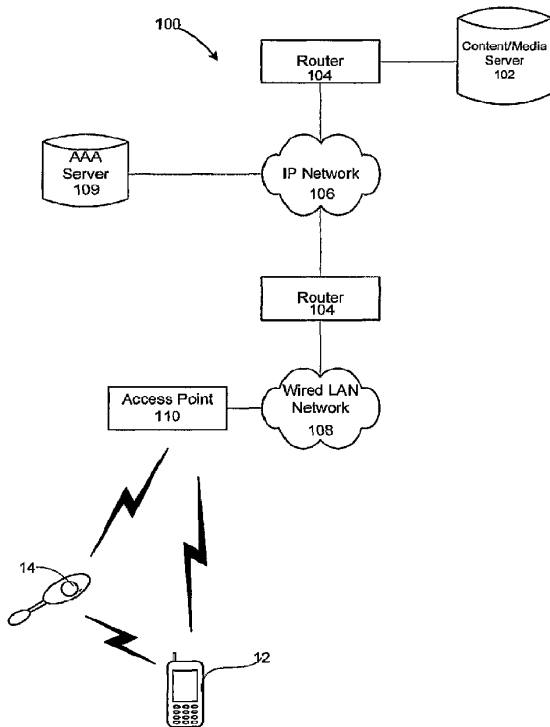 100
Router
104
Content/Media
Server
102
AAA
Server
109
IP Network
106
Router
104
Access Point
110
Wired LAN
Network
108
14
12